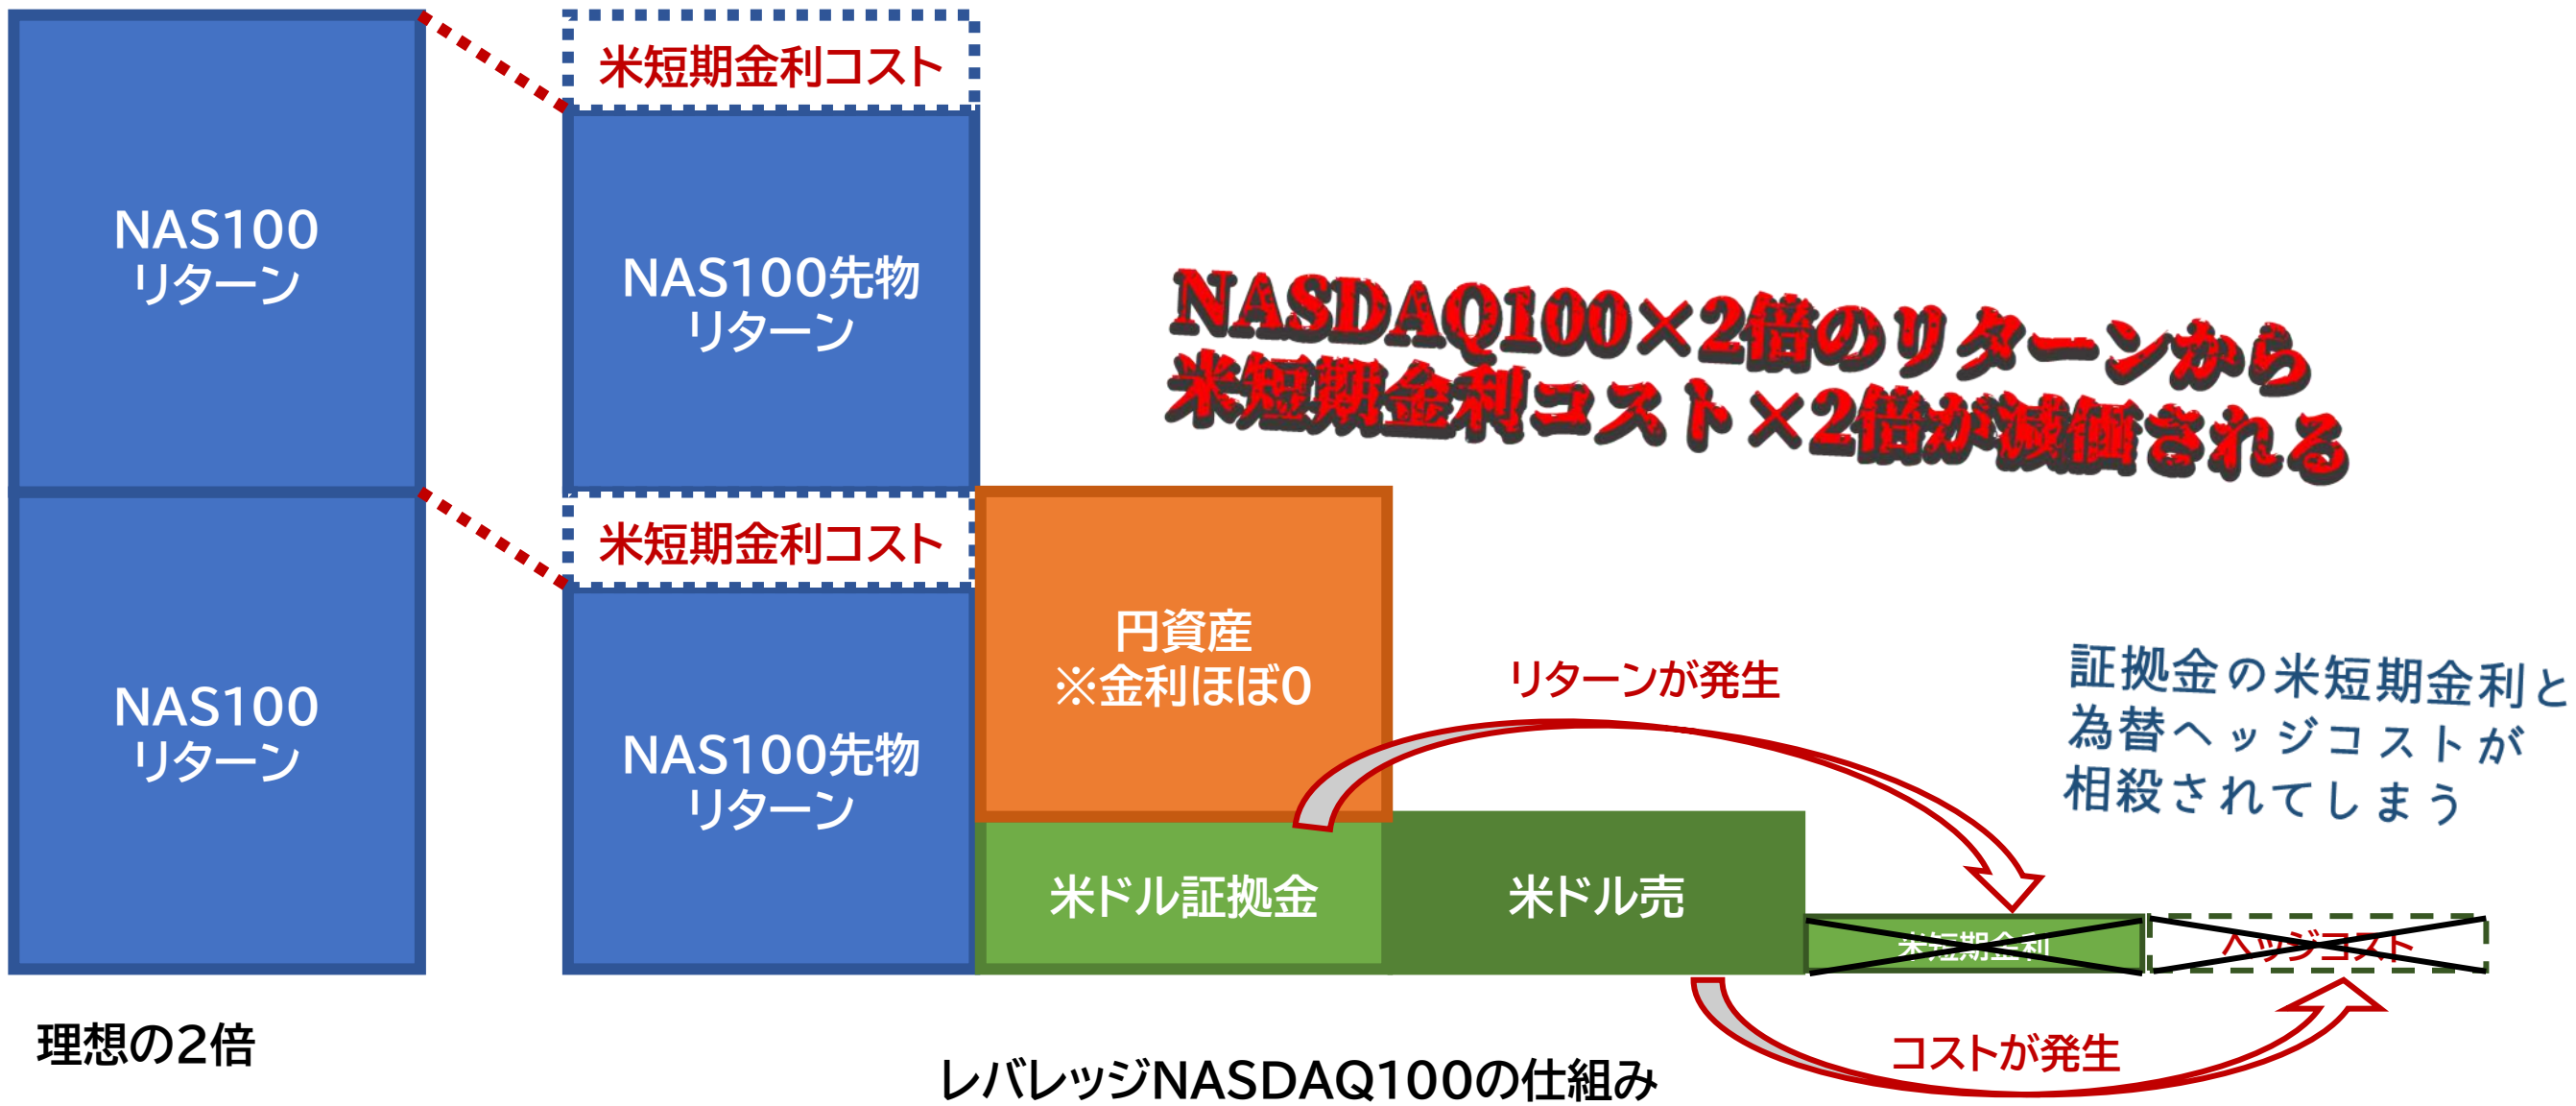 NAS100
リターン
NAS100
リターン
理想の2倍
米短期金利コスト
NAS100先物
リターン
米短期金利コスト
NAS100先物
リターン
円資産
※金利ほぼ0
米ドル証拠金
米ドル売
NASDAQ100×2倍のリターンから
米短期金利コスト×2倍が減価される
リターンが発生
証拠金の米短期金利と
為替ヘッジコストが
相殺されてしまう
米短期金利
ヘッジコスト
コストが発生
レバレッジNASDAQ100の仕組み